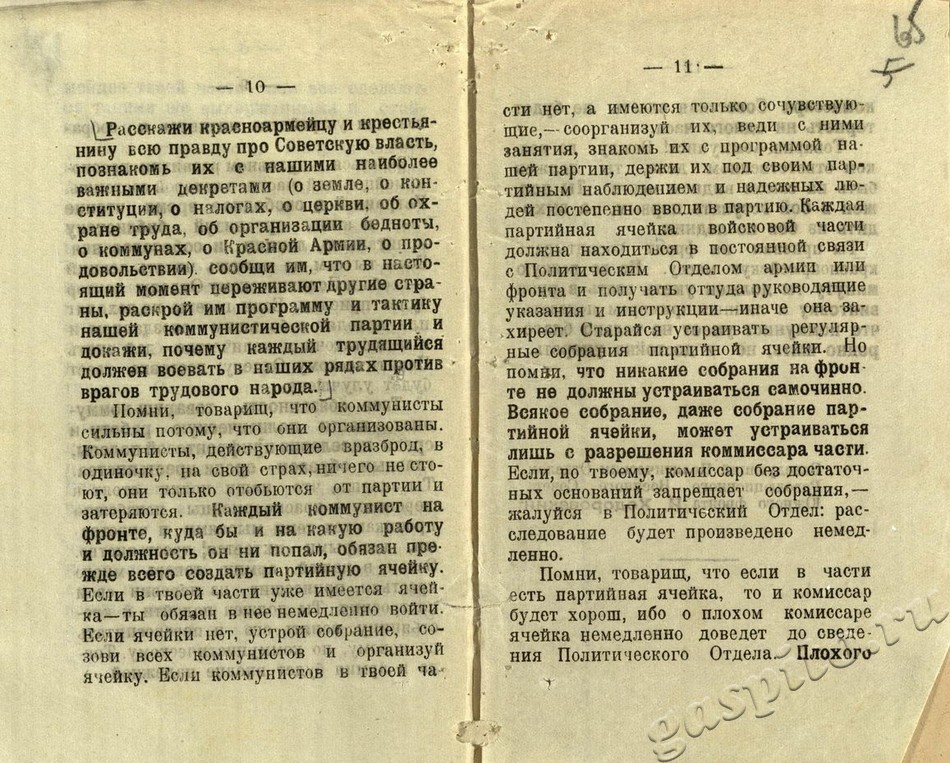 — 10 —
Расскажи красноармейцу и крестья-
нину всю правду про Советскую власть,
познакомь их с нашими наиболее
важными декретами (о земле, о кон-
ституции, о налогах, о церкви, об ох-
ране труда, об организации бедноты,
о коммунах, о Красной Армии, о про-
довольствии), сообщи им, что в насто-
ящий момент переживают другие стра-
ны, раскрой им программу и тактику
нашей коммунистической партии и
докажи, почему каждый трудящийся
должен воевать в наших рядах против
врагов трудового народа.
Помни, товарищ, что коммунисты
сильны потому, что они организованы.
Коммунисты, действующие вразброд, в
одиночку, на свой страх, ничего не сто-
ют, они только отобьются от партии и
затеряются. Каждый коммунист на
фронте, куда бы и на какую работу
и должность он ни попал, обязан пре-
жде всего создать партийную ячейку.
Если в твоей части уже имеется ячей-
ка—ты обязан в нее немедленно войти.
Если ячейки нет, устрой собрание, со-
зови всех коммунистов и организуй
ячейку. Если коммунистов в твоей ча-
— 11 —
сти нет, а имеются только сочувствую-
щие,—соорганизуй их, веди с ними
занятия, знакомь их с программой на-
шей партии, держи их под своим пар-
тийным наблюдением и надежных лю-
дей постепенно вводи в партию. Каждая
партийная ячейка войсковой части
должна находиться в постоянной связи
с Политическим Отделом армии или
фронта и получать оттуда руководящие
указания и инструкции—иначе она за-
хиреет. Старайся устраивать регуляр-
ные собрания партийной ячейки. Но
помни, что никакие собрания на фрон-
те не должны устраиваться самочинно.
Всякое собрание, даже собрание пар-
тийной ячейки, может устраиваться
лишь с разрешения коммиссара части.
Если, по твоему, комиссар без достаточ-
ных оснований запрещает собрания,—
жалуйся в Политический Отдел: рас-
следование будет произведено немед-
ленно.
Помни, товарищ, что если в части
есть партийная ячейка, то и комиссар
будет хорош, ибо о плохом комиссаре
ячейка немедленно доведет до сведе-
ния Политического Отдела. Плохого
gaspito.ru